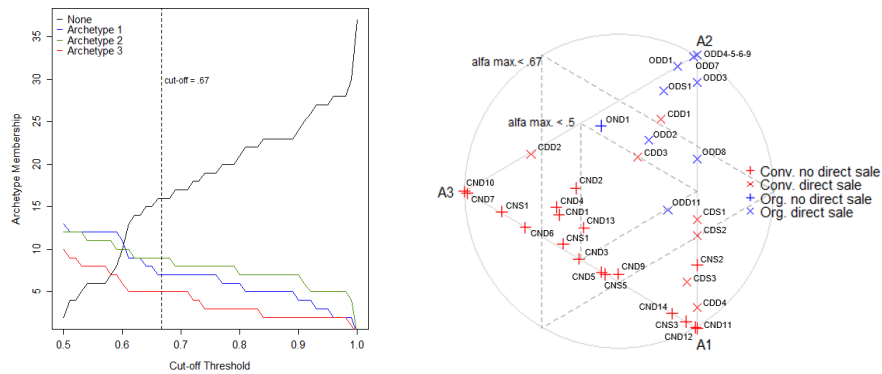 None
Archetype 1
Archetype 2
Archetype 3
cut-off = .67
Archetype Membership
35
30
25
20
15
10
5
0.5
0.6
0.7
0.8
0.9
1.0
Cut-off Threshold
A2
ODD4-5-6-9
ODD1
ODD7
ODD3
alfa max.< .67
ODS1
CDD1
alfa max. < .5
OND1
ODD2
CDD2
CDD3
ODD8
A3
CND10
CND7
CND2
CND4
CNS1
CND1
CND13
CND6
CNS1
ODD11
CDS1
CDS2
CND3
CND5
CND9
CNS5
CNS2
CDS3
CND14
CDD4
CNS3
CND11
CND12
A1
Conv. no direct sale
Conv. direct sale
Org. no direct sale
Org. direct sale